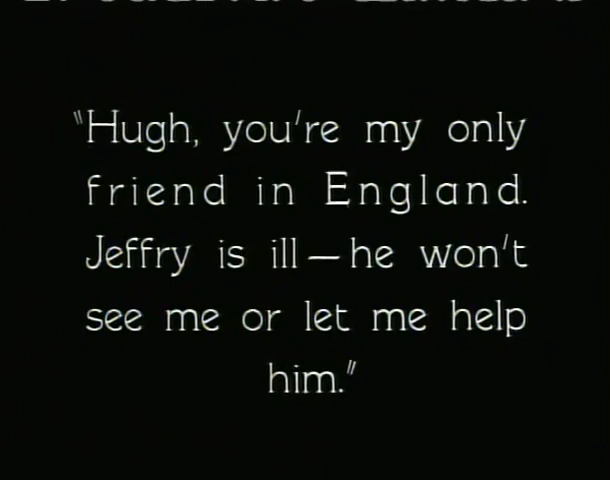 "Hugh, you're my only
friend in England.
Jeffry is ill — he won't
see me or let me help
him."